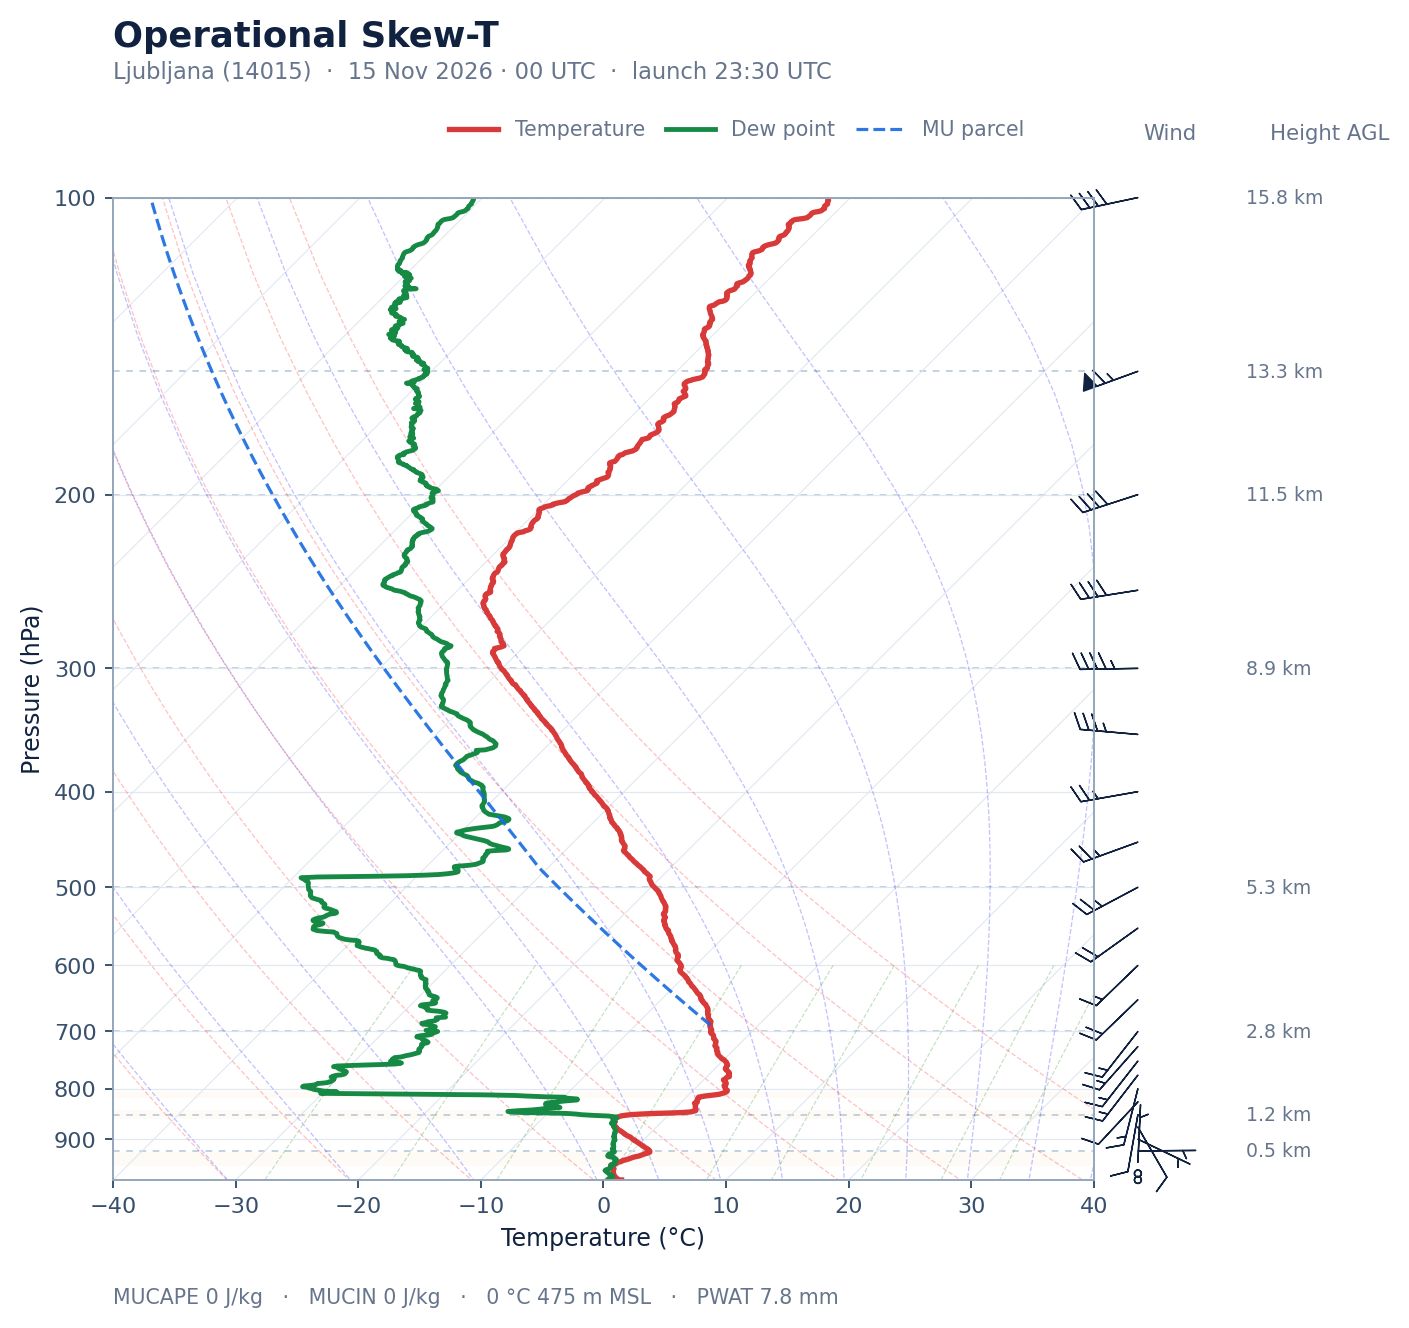 Operational Skew-T
Ljubljana (14015) · 15 Nov 2026 · 00 UTC · launch 23:30 UTC
Temperature Dew point MU parcel
Wind Height AGL
100 15.8 km
13.3 km
200 11.5 km
300 8.9 km
400
500 5.3 km
600
700 2.8 km
800
1.2 km
900 0.5 km
Pressure (hPa)
−40 −30 −20 −10 0 10 20 30 40
Temperature (°C)
MUCAPE 0 J/kg · MUCIN 0 J/kg · 0 °C 475 m MSL · PWAT 7.8 mm